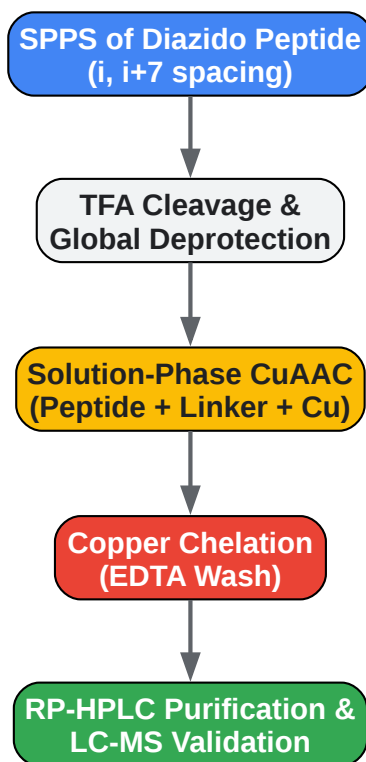 SPPS of Diazido Peptide
(i, i+7 spacing)
TFA Cleavage &
Global Deprotection
Solution-Phase CuAAC
(Peptide + Linker + Cu)
Copper Chelation
(EDTA Wash)
RP-HPLC Purification &
LC-MS Validation